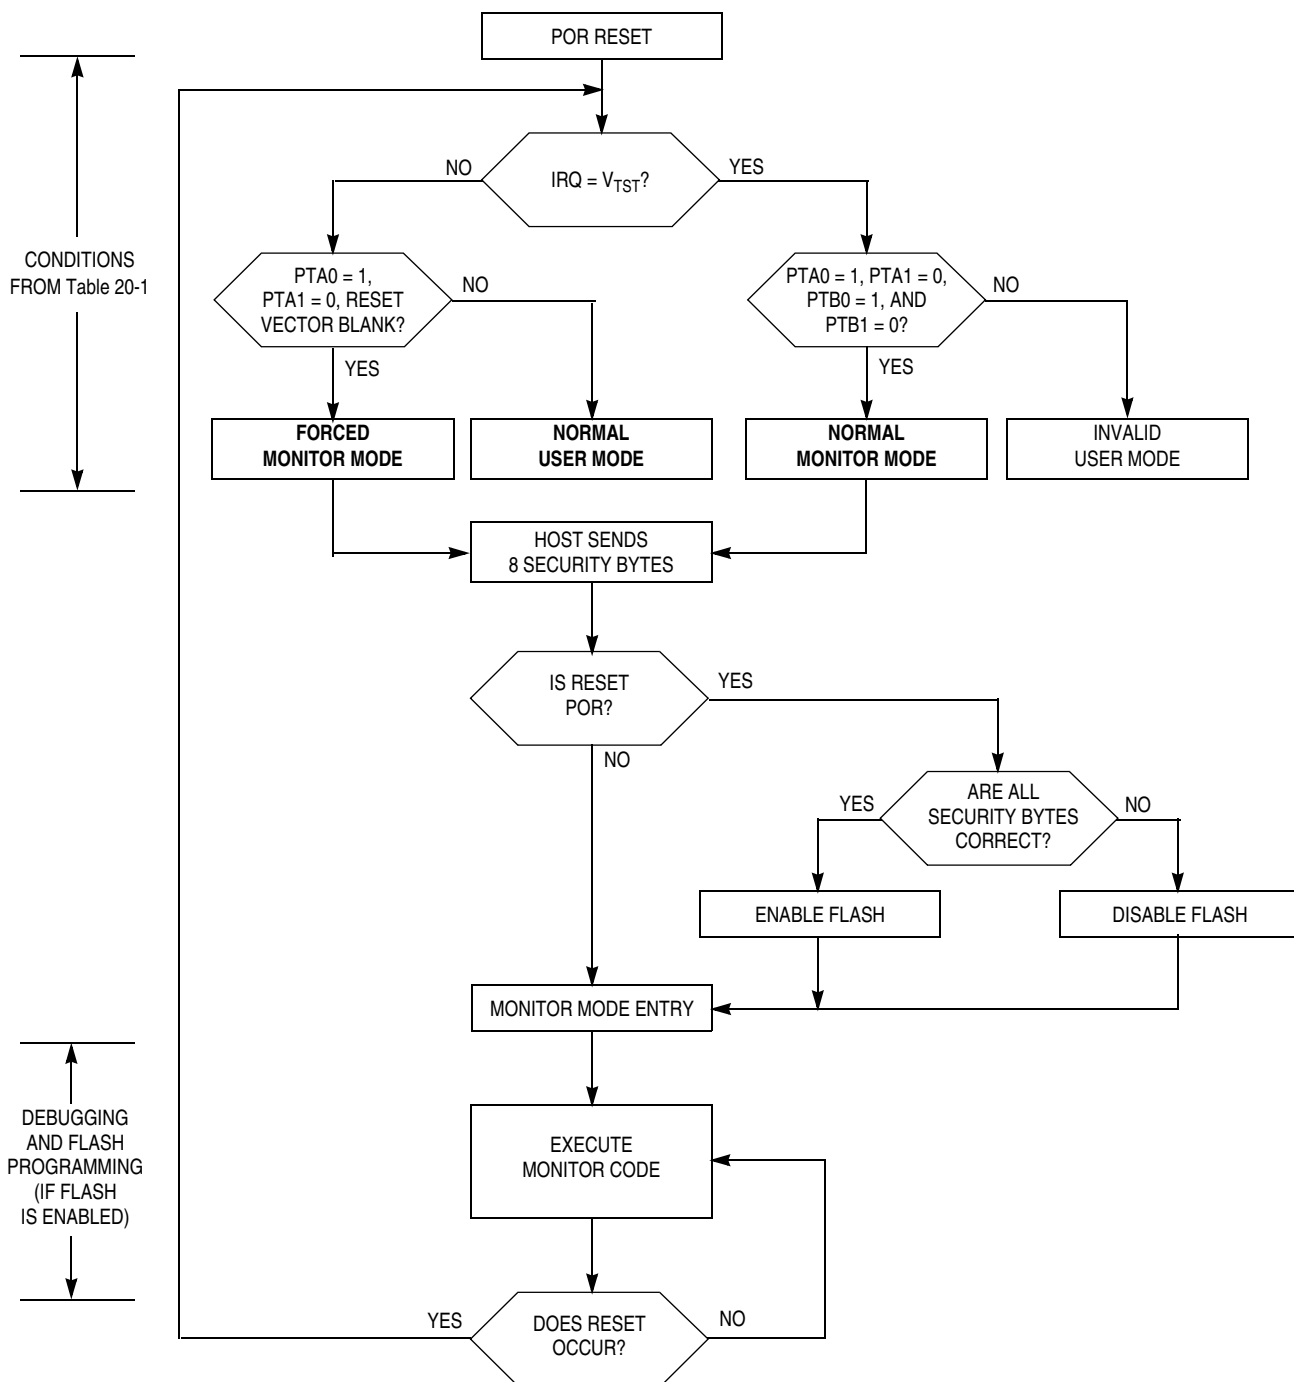 POR RESET
NO
IRQ = VTST?
YES
CONDITIONS
FROM Table 20-1
PTA0 = 1,
PTA1 = 0, RESET
VECTOR BLANK?
NO
YES
PTA0 = 1, PTA1 = 0,
PTB0 = 1, AND
PTB1 = 0?
NO
YES
FORCED
MONITOR MODE
NORMAL
USER MODE
NORMAL
MONITOR MODE
INVALID
USER MODE
HOST SENDS
8 SECURITY BYTES
IS RESET
POR?
YES
NO
YES
ARE ALL
SECURITY BYTES
CORRECT?
NO
ENABLE FLASH
DISABLE FLASH
MONITOR MODE ENTRY
DEBUGGING
AND FLASH
PROGRAMMING
(IF FLASH
IS ENABLED)
EXECUTE
MONITOR CODE
YES
DOES RESET
OCCUR?
NO